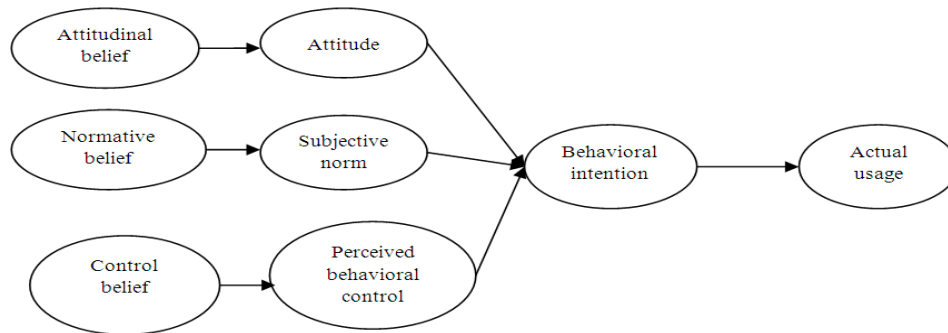 Attitudinal
belief
Attitude
Normative
belief
Subjective
norm
Behavioral
intention
Actual
usage
Control
belief
Perceived
behavioral
control